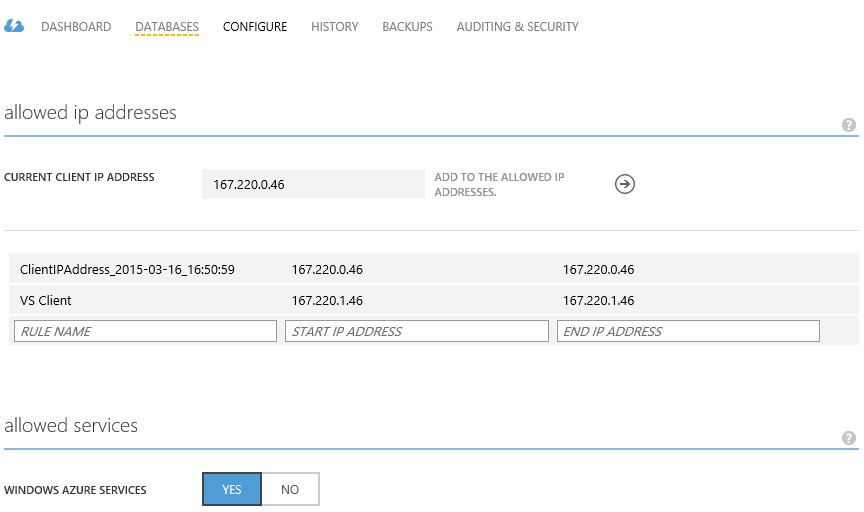 DASHBOARD DATABASES CONFIGURE HISTORY BACKUPS AUDITING & SECURITY
allowed ip addresses
?
CURRENT CLIENT IP ADDRESS 167.220.0.46 ADD TO THE ALLOWED IP
ADDRESSES.
ClientIPAddress_2015-03-16_16:50:59 167.220.0.46 167.220.0.46
VS Client 167.220.1.46 167.220.1.46
RULE NAME START IP ADDRESS END IP ADDRESS
allowed services
?
WINDOWS AZURE SERVICES YES NO